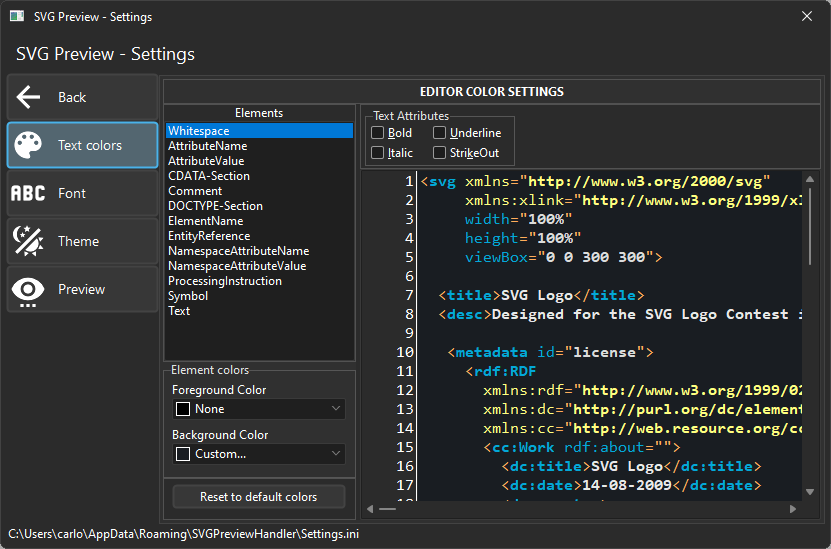 SVG Preview - Settings
SVG Preview - Settings
Back
Text colors
ABC Font
Theme
Preview
EDITOR COLOR SETTINGS
Elements
Whitespace
AttributeName
AttributeValue
CDATA-Section
Comment
DOCTYPE-Section
ElementName
EntityReference
NamespaceAttributeName
NamespaceAttributeValue
ProcessingInstruction
Symbol
Text
Element colors
Foreground Color
None
Background Color
Custom...
Reset to default colors
Text Attributes
Bold Underline
Italic StrikeOut
1 <svg xmlns="http://www.w3.org/2000/svg"
2 xmlns:xlink="http://www.w3.org/1999/xl
3 width="100%"
4 height="100%"
5 viewBox="0 0 300 300">
6
7 <title>SVG Logo</title>
8 <desc>Designed for the SVG Logo Contest i
9
10 <metadata id="license">
11 <rdf:RDF
12 xmlns:rdf="http://www.w3.org/1999/02
13 xmlns:dc="http://purl.org/dc/element
14 xmlns:cc="http://web.resource.org/cc
15 <cc:Work rdf:about="">
16 <dc:title>SVG Logo</dc:title>
17 <dc:date>14-08-2009</dc:date>
C:\Users\carlo\AppData\Roaming\SVGPreviewHandler\Settings.ini